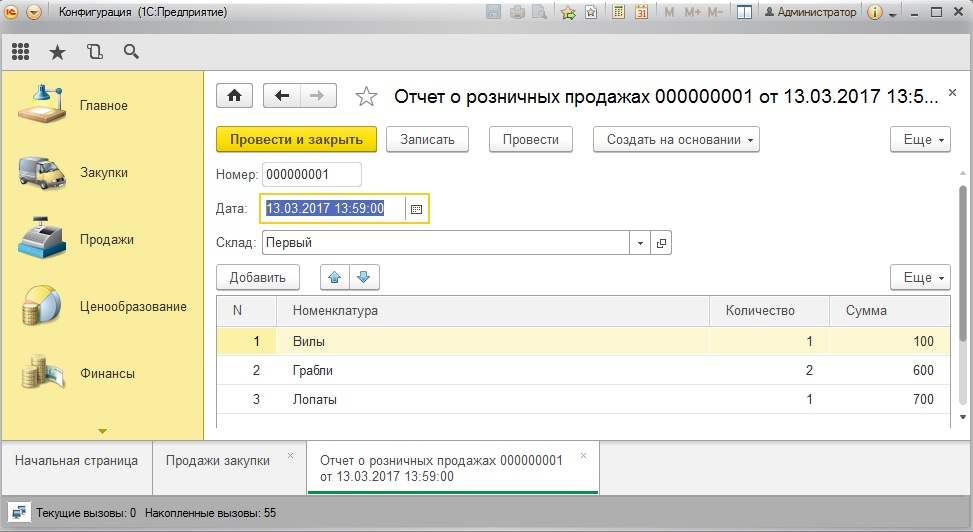 Конфигурация (1С:Предприятие)
M M+ M- Администратор
Главное
Закупки
Продажи
Ценообразование
Финансы
Отчет о розничных продажах 000000001 от 13.03.2017 13:5...
Провести и закрыть Записать Провести Создать на основании Еще
Номер: 000000001
Дата: 13.03.2017 13:59:00
Склад: Первый
Добавить Еще
N Номенклатура Количество Сумма
1 Вилы 1 100
2 Грабли 2 600
3 Лопаты 1 700
Начальная страница
Продажи закупки
Отчет о розничных продажах 000000001
от 13.03.2017 13:59:00
Текущие вызовы: 0 Накопленные вызовы: 55